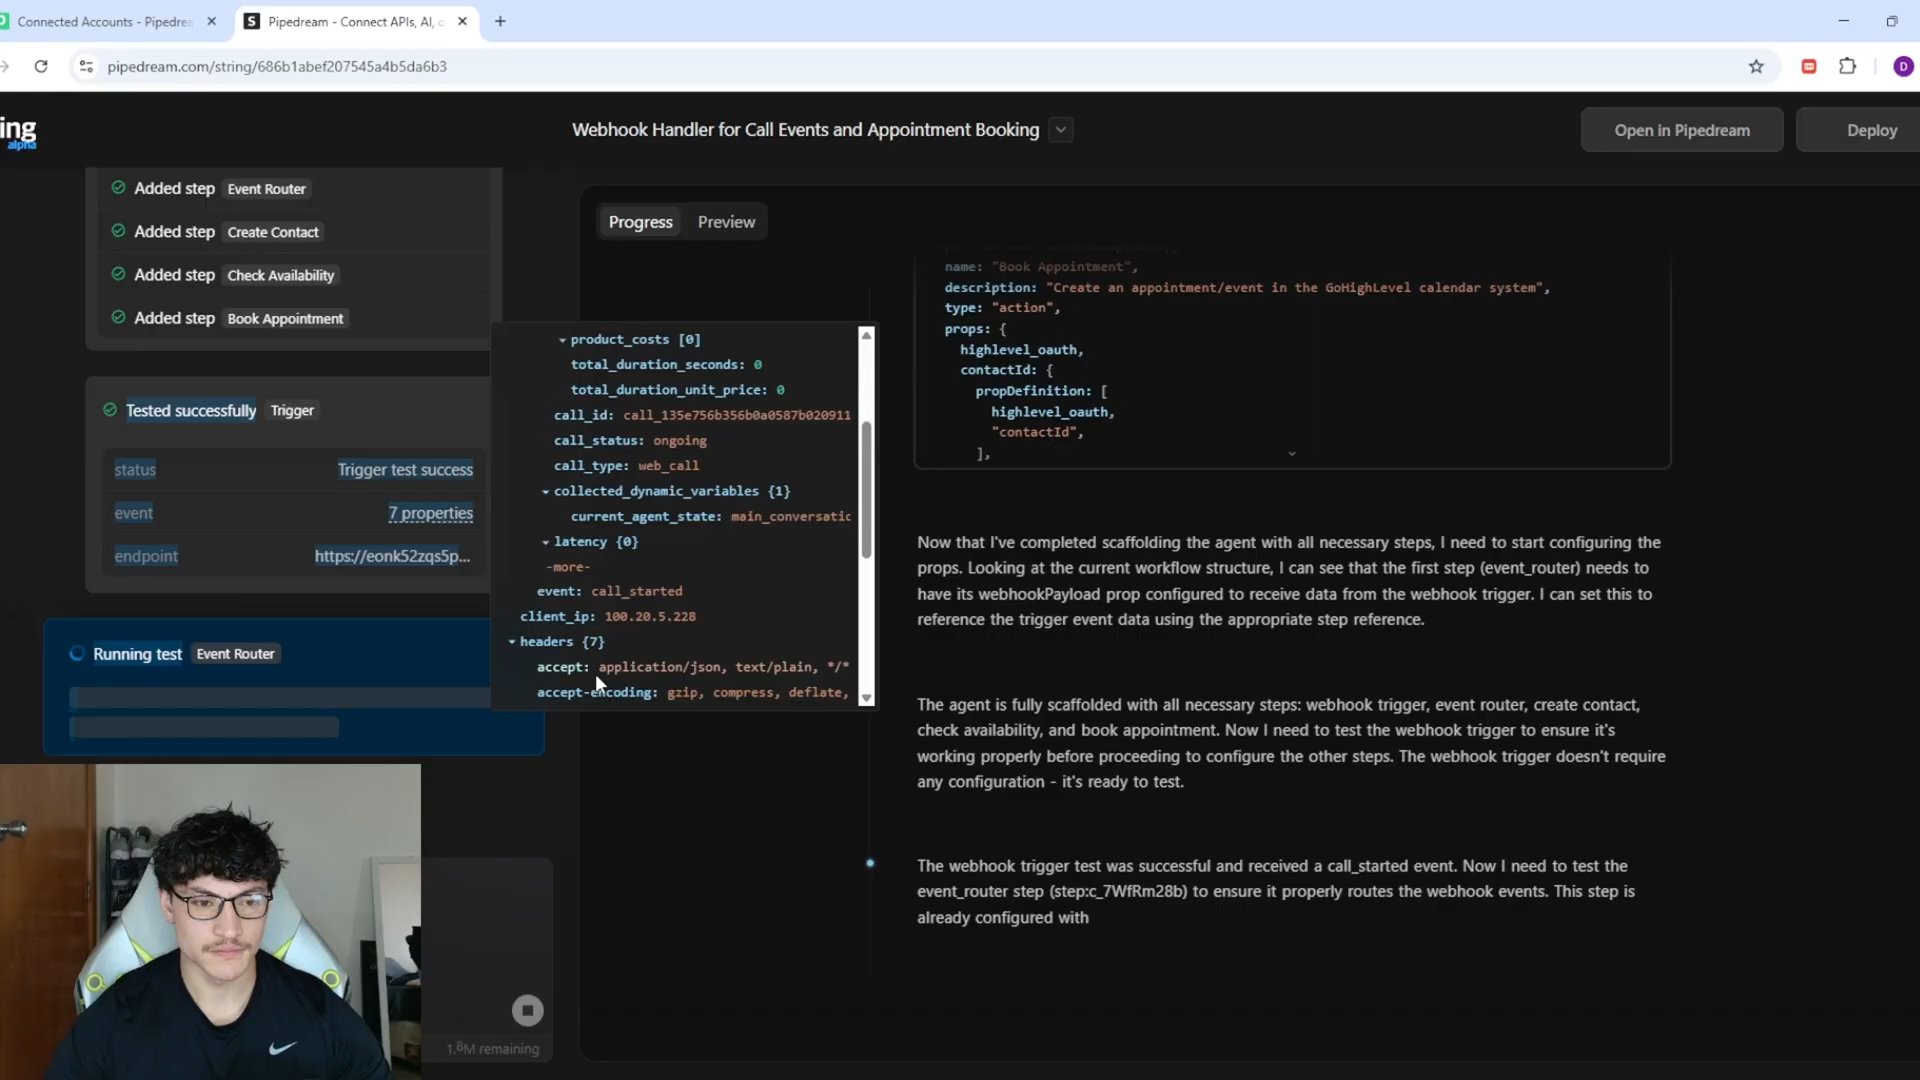 Connected Accounts - Pipedrea
Pipedream - Connect APIs, AI, d
pipedream.com/string/686b1abef207545a4b5da6b3
D
ing
alpha
Webhook Handler for Call Events and Appointment Booking
Open in Pipedream
Deploy
Added step Event Router
Added step Create Contact
Added step Check Availability
Added step Book Appointment
Tested successfully Trigger
status Trigger test success
event 7 properties
endpoint https://eonk52zqs5p...
Running test Event Router
1.8M remaining
product_costs [0]
total_duration_seconds: 0
total_duration_unit_price: 0
call_id: call_135e756b356b0a0587b020911
call_status: ongoing
call_type: web_call
collected_dynamic_variables {1}
current_agent_state: main_conversatic
latency {0}
-more-
event: call_started
client_ip: 100.20.5.228
headers {7}
accept: application/json, text/plain, */*
accept-encoding: gzip, compress, deflate,
Progress Preview
name: "Book Appointment",
description: "Create an appointment/event in the GoHighLevel calendar system",
type: "action",
props: {
highlevel_oauth,
contactId: {
propDefinition: [
highlevel_oauth,
"contactId",
],
Now that I've completed scaffolding the agent with all necessary steps, I need to start configuring the
props. Looking at the current workflow structure, I can see that the first step (event_router) needs to
have its webhookPayload prop configured to receive data from the webhook trigger. I can set this to
reference the trigger event data using the appropriate step reference.
The agent is fully scaffolded with all necessary steps: webhook trigger, event router, create contact,
check availability, and book appointment. Now I need to test the webhook trigger to ensure it's
working properly before proceeding to configure the other steps. The webhook trigger doesn't require
any configuration - it's ready to test.
The webhook trigger test was successful and received a call_started event. Now I need to test the
event_router step (step:c_7WfRm28b) to ensure it properly routes the webhook events. This step is
already configured with